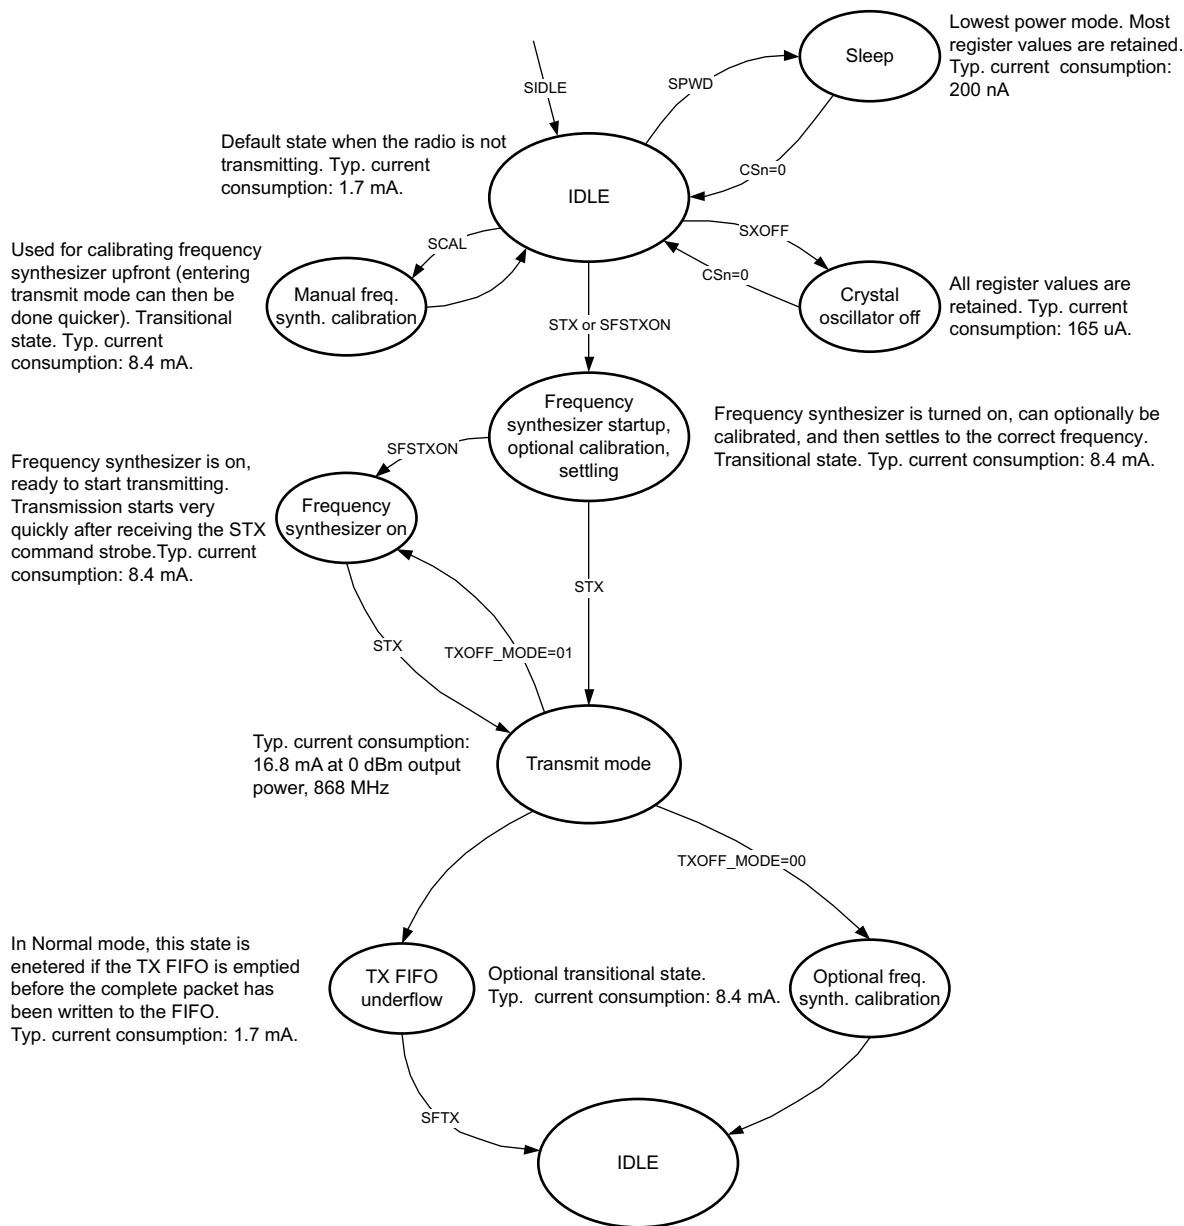 Lowest power mode. Most
register values are retained.
Typ. current consumption:
200 nA
Sleep
SIDLE
SPWD
Default state when the radio is not
transmitting. Typ. current
consumption: 1.7 mA.
CSn=0
IDLE
SXOFF
Used for calibrating frequency
synthesizer upfront (entering
transmit mode can then be
done quicker). Transitional
state. Typ. current
consumption: 8.4 mA.
SCAL
CSn=0
Manual freq.
synth. calibration
Crystal
oscillator off
All register values are
retained. Typ. current
consumption: 165 uA.
STX or SFSTXON
Frequency
synthesizer startup,
optional calibration,
settling
Frequency synthesizer is turned on, can optionally be
calibrated, and then settles to the correct frequency.
Transitional state. Typ. current consumption: 8.4 mA.
SFSTXON
Frequency synthesizer is on,
ready to start transmitting.
Transmission starts very
quickly after receiving the STX
command strobe.Typ. current
consumption: 8.4 mA.
Frequency
synthesizer on
STX
STX
TXOFF_MODE=01
Typ. current consumption:
16.8 mA at 0 dBm output
power, 868 MHz
Transmit mode
TXOFF_MODE=00
In Normal mode, this state is
enetered if the TX FIFO is emptied
before the complete packet has
been written to the FIFO.
Typ. current consumption: 1.7 mA.
TX FIFO
underflow
Optional transitional state.
Typ. current consumption: 8.4 mA.
Optional freq.
synth. calibration
SFTX
IDLE